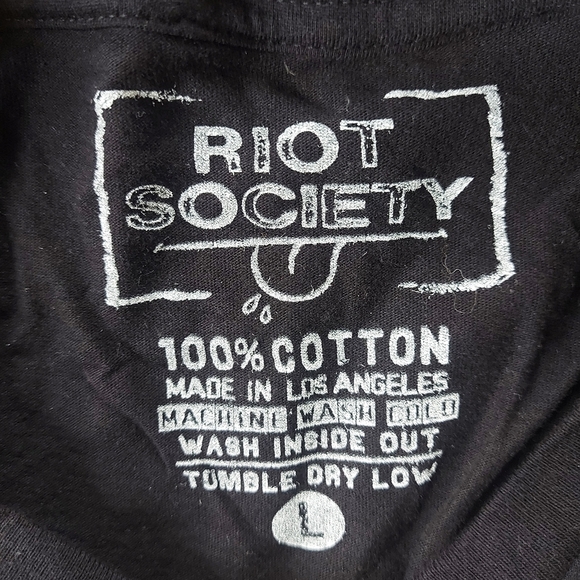 RIOT
SOCIETY
100% COTTON
MADE IN LOS ANGELES
MACHINE WASH COLD
WASH INSIDE OUT
TUMBLE DRY LOW
L